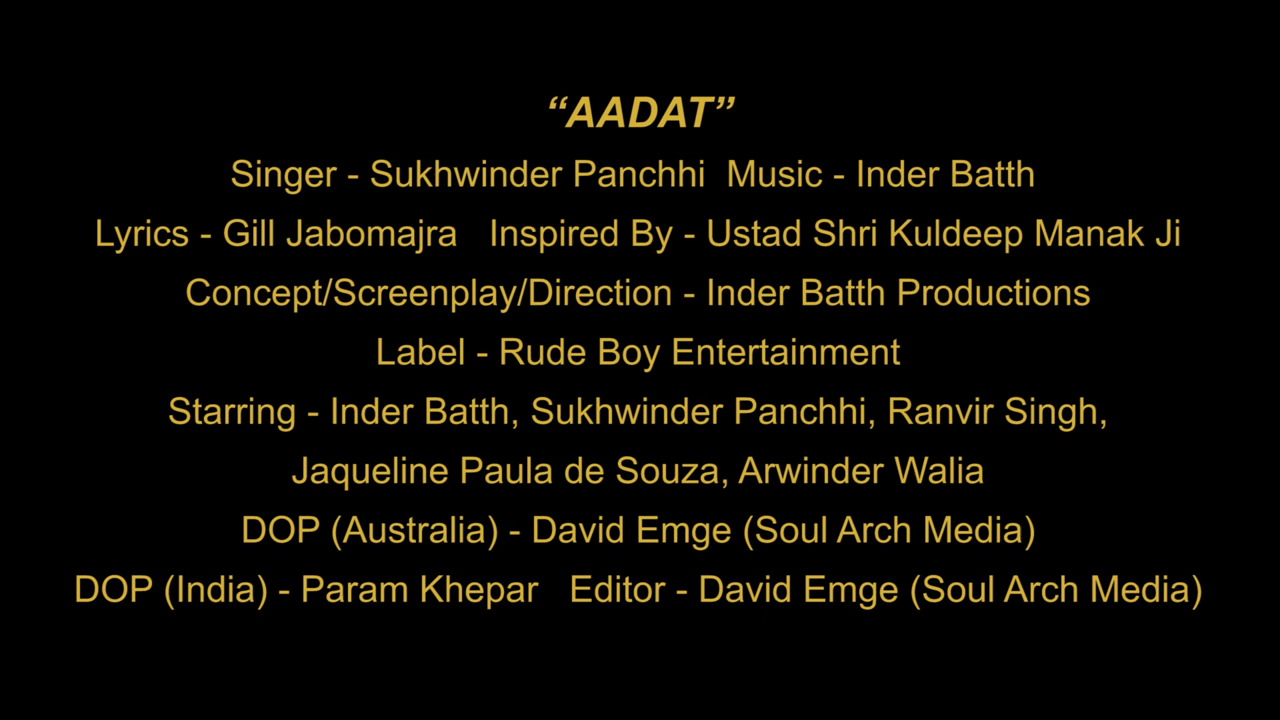 “AADAT”
Singer - Sukhwinder Panchhi  Music - Inder Batth
Lyrics - Gill Jabomajra   Inspired By - Ustad Shri Kuldeep Manak Ji
Concept/Screenplay/Direction - Inder Batth Productions
Label - Rude Boy Entertainment
Starring - Inder Batth, Sukhwinder Panchhi, Ranvir Singh,
Jaqueline Paula de Souza, Arwinder Walia
DOP (Australia) - David Emge (Soul Arch Media)
DOP (India) - Param Khepar   Editor - David Emge (Soul Arch Media)